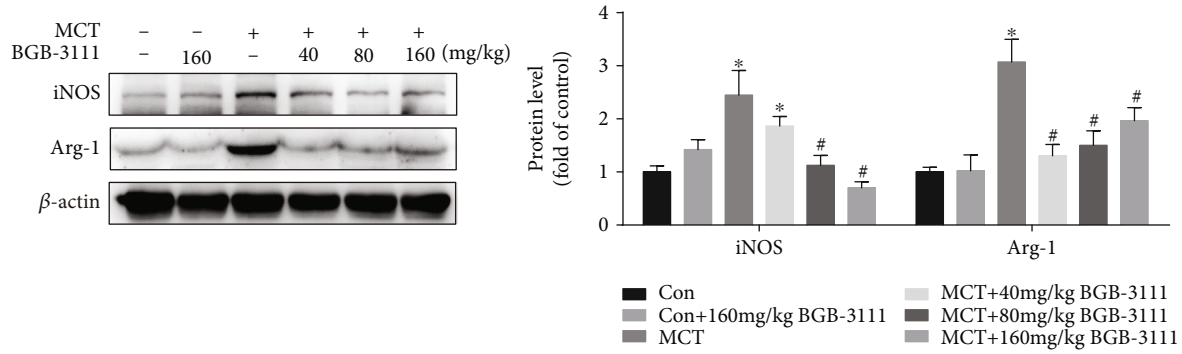 MCT – – + + + +
BGB-3111 – 160 – 40 80 160 (mg/kg)
iNOS
Arg-1
β-actin
Protein level
(fold of control)
4
3
2
1
0
* * # #
* # # #
iNOS Arg-1
Con
Con+160mg/kg BGB-3111
MCT
MCT+40mg/kg BGB-3111
MCT+80mg/kg BGB-3111
MCT+160mg/kg BGB-3111